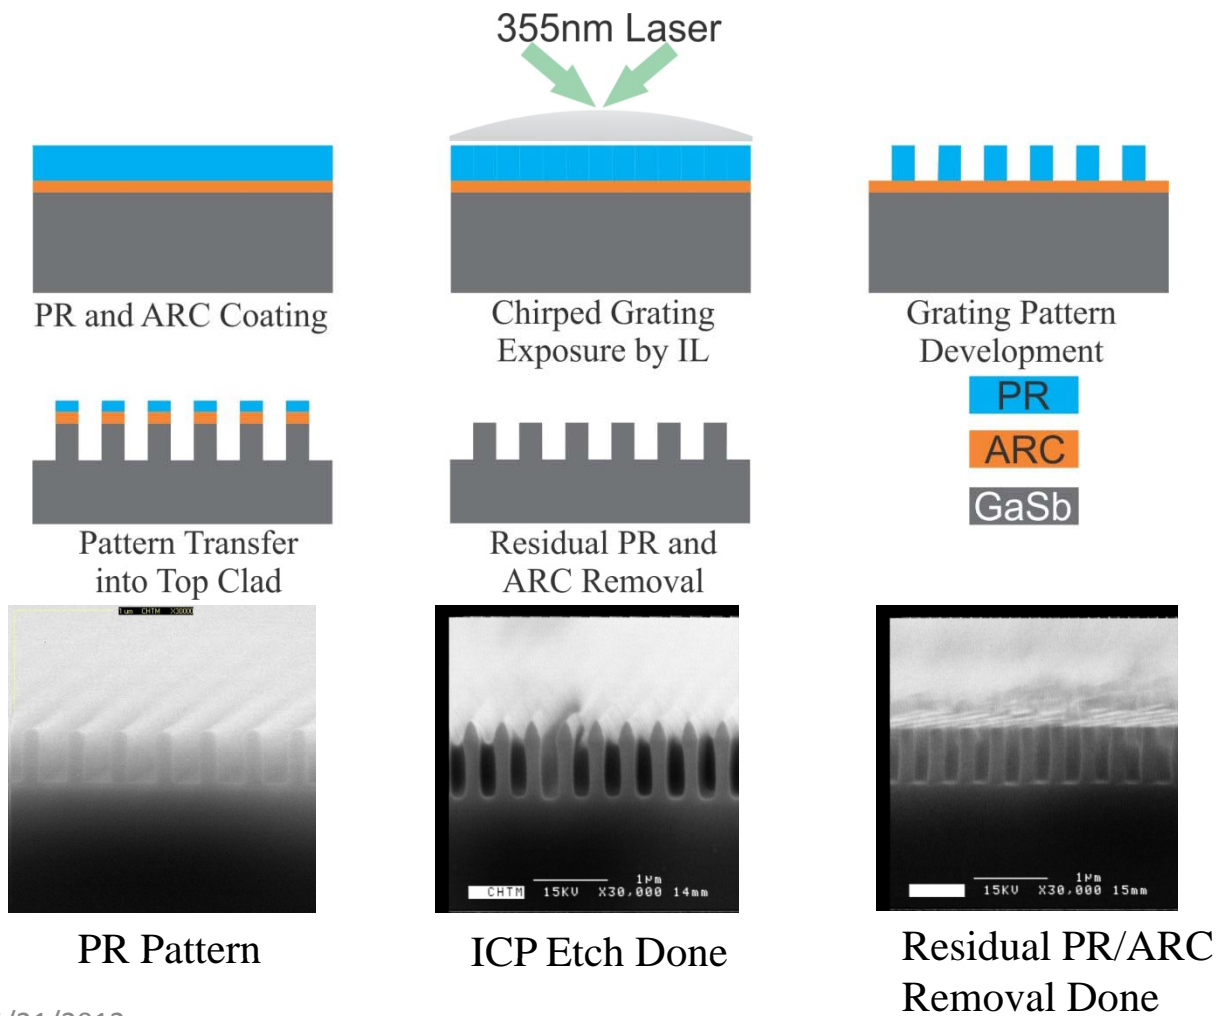 355nm Laser
PR and ARC Coating
Chirped Grating
Exposure by IL
Grating Pattern
Development
PR
ARC
GaSb
Pattern Transfer
into Top Clad
Residual PR and
ARC Removal
1 um CHTM X30000
1μm
CHTM 15KV X30,000 14mm
1μm
15KV X30,000 15mm
PR Pattern
ICP Etch Done
Residual PR/ARC
Removal Done